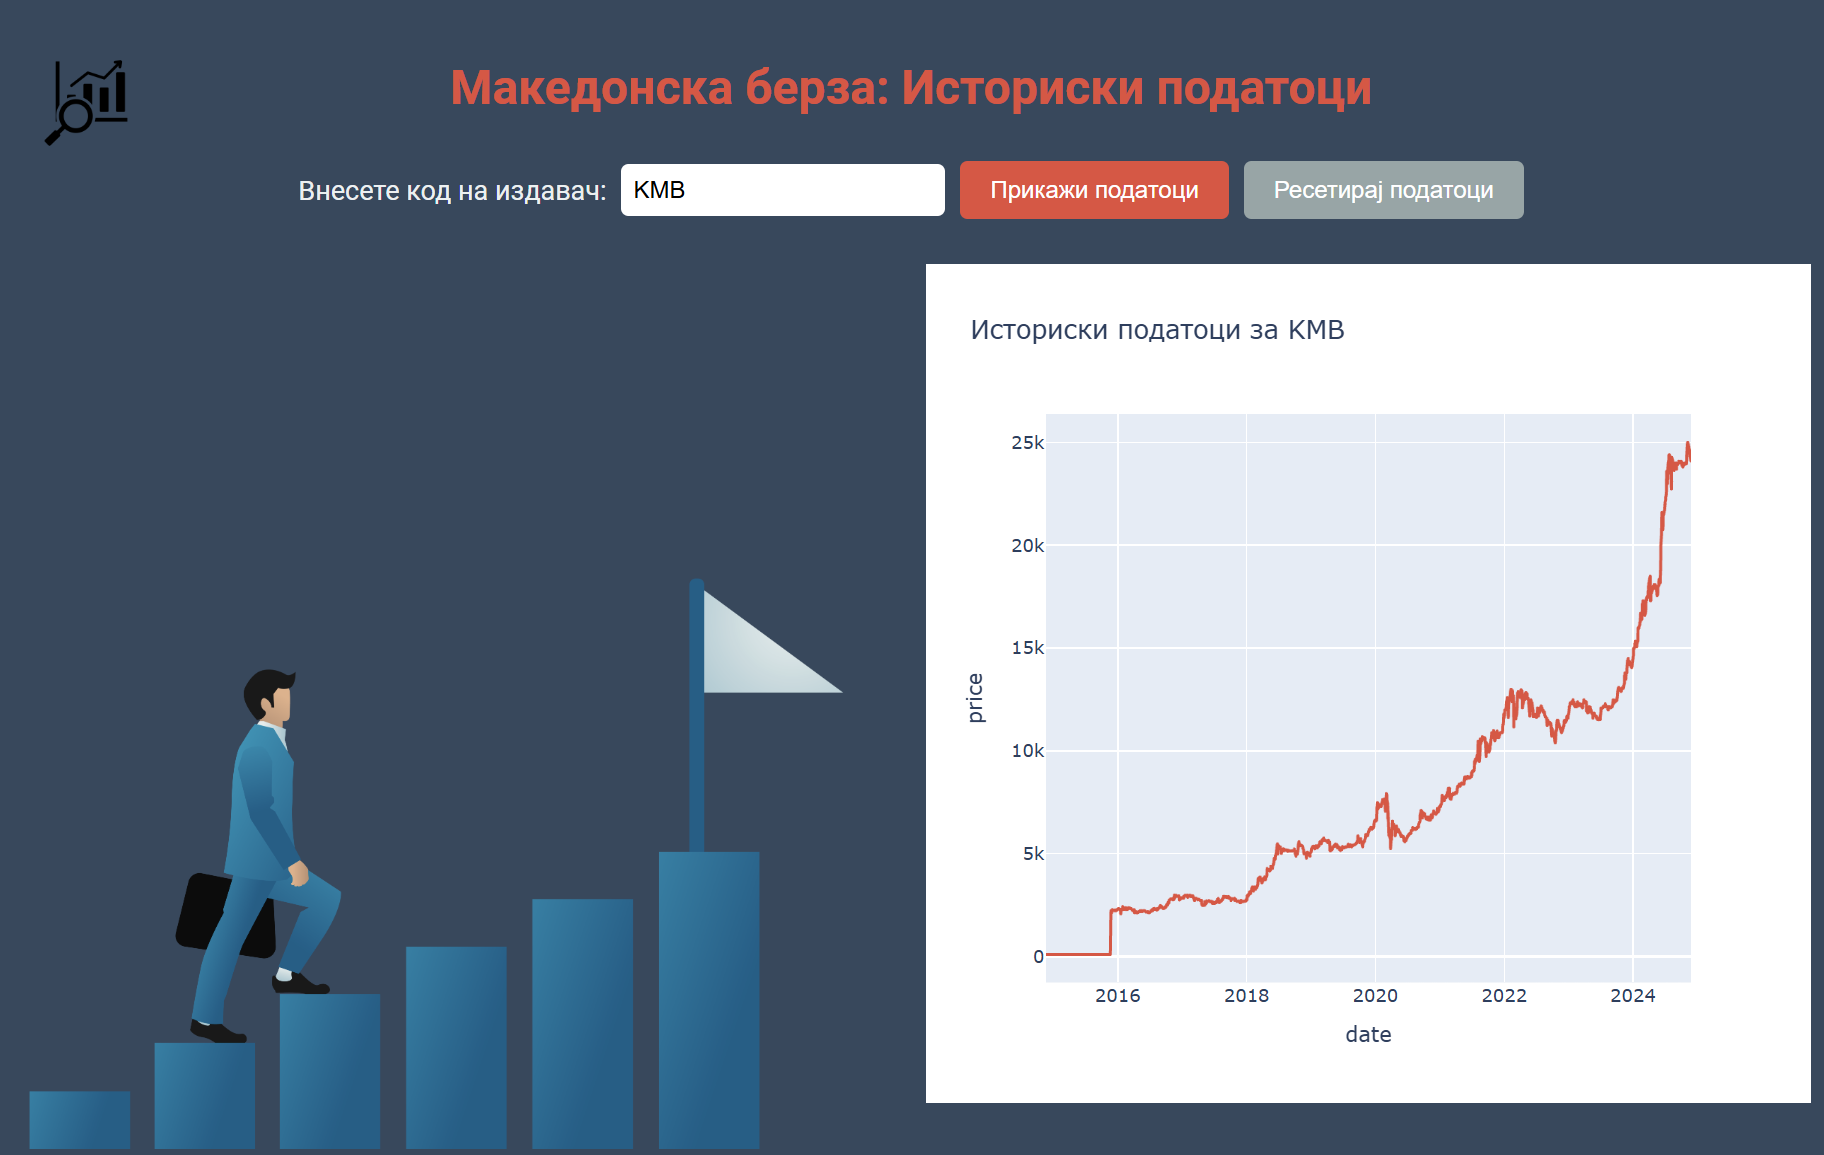 Македонска берза: Историски податоци
Внесете код на издавач: KMB Прикажи податоци Ресетирај податоци
Историски податоци за KMB
25k
20k
15k
10k
5k
0
price
2016 2018 2020 2022 2024
date